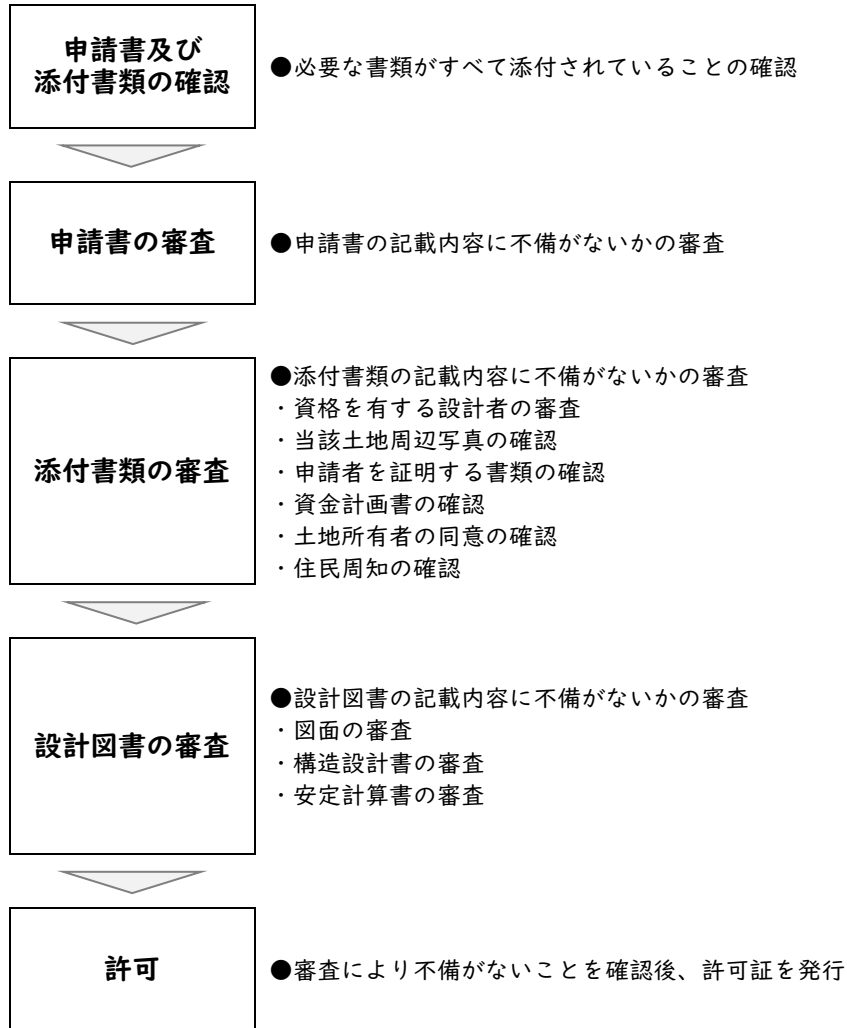 申請書及び
添付書類の確認
●必要な書類がすべて添付されていることの確認
申請書の審査
●申請書の記載内容に不備がないかの審査
添付書類の審査
●添付書類の記載内容に不備がないかの審査
・資格を有する設計者の審査
・当該土地周辺写真の確認
・申請者を証明する書類の確認
・資金計画書の確認
・土地所有者の同意の確認
・住民周知の確認
設計図書の審査
●設計図書の記載内容に不備がないかの審査
・図面の審査
・構造設計書の審査
・安定計算書の審査
許可
●審査により不備がないことを確認後、許可証を発行